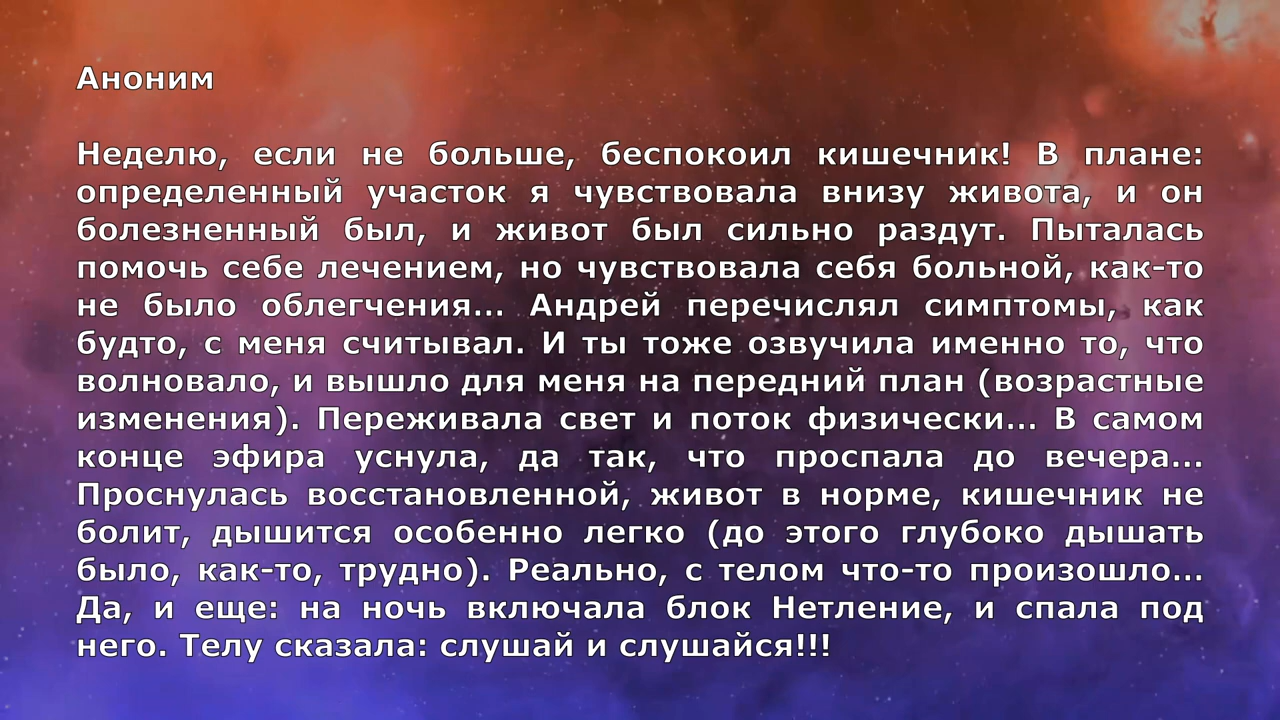 Аноним
Неделю, если не больше, беспокоил кишечник! В плане:
определенный участок я чувствовала внизу живота, и он
болезненный был, и живот был сильно раздут. Пыталась
помочь себе лечением, но чувствовала себя больной, как-то
не было облегчения... Андрей перечислял симптомы, как
будто, с меня считывал. И ты тоже озвучила именно то, что
волновало, и вышло для меня на передний план (возрастные
изменения). Переживала свет и поток физически... В самом
конце эфира уснула, да так, что проспала до вечера...
Проснулась восстановленной, живот в норме, кишечник не
болит, дышится особенно легко (до этого глубоко дышать
было, как-то, трудно). Реально, с телом что-то произошло...
Да, и еще: на ночь включала блок Нетление, и спала под
него. Телу сказала: слушай и слушайся!!!